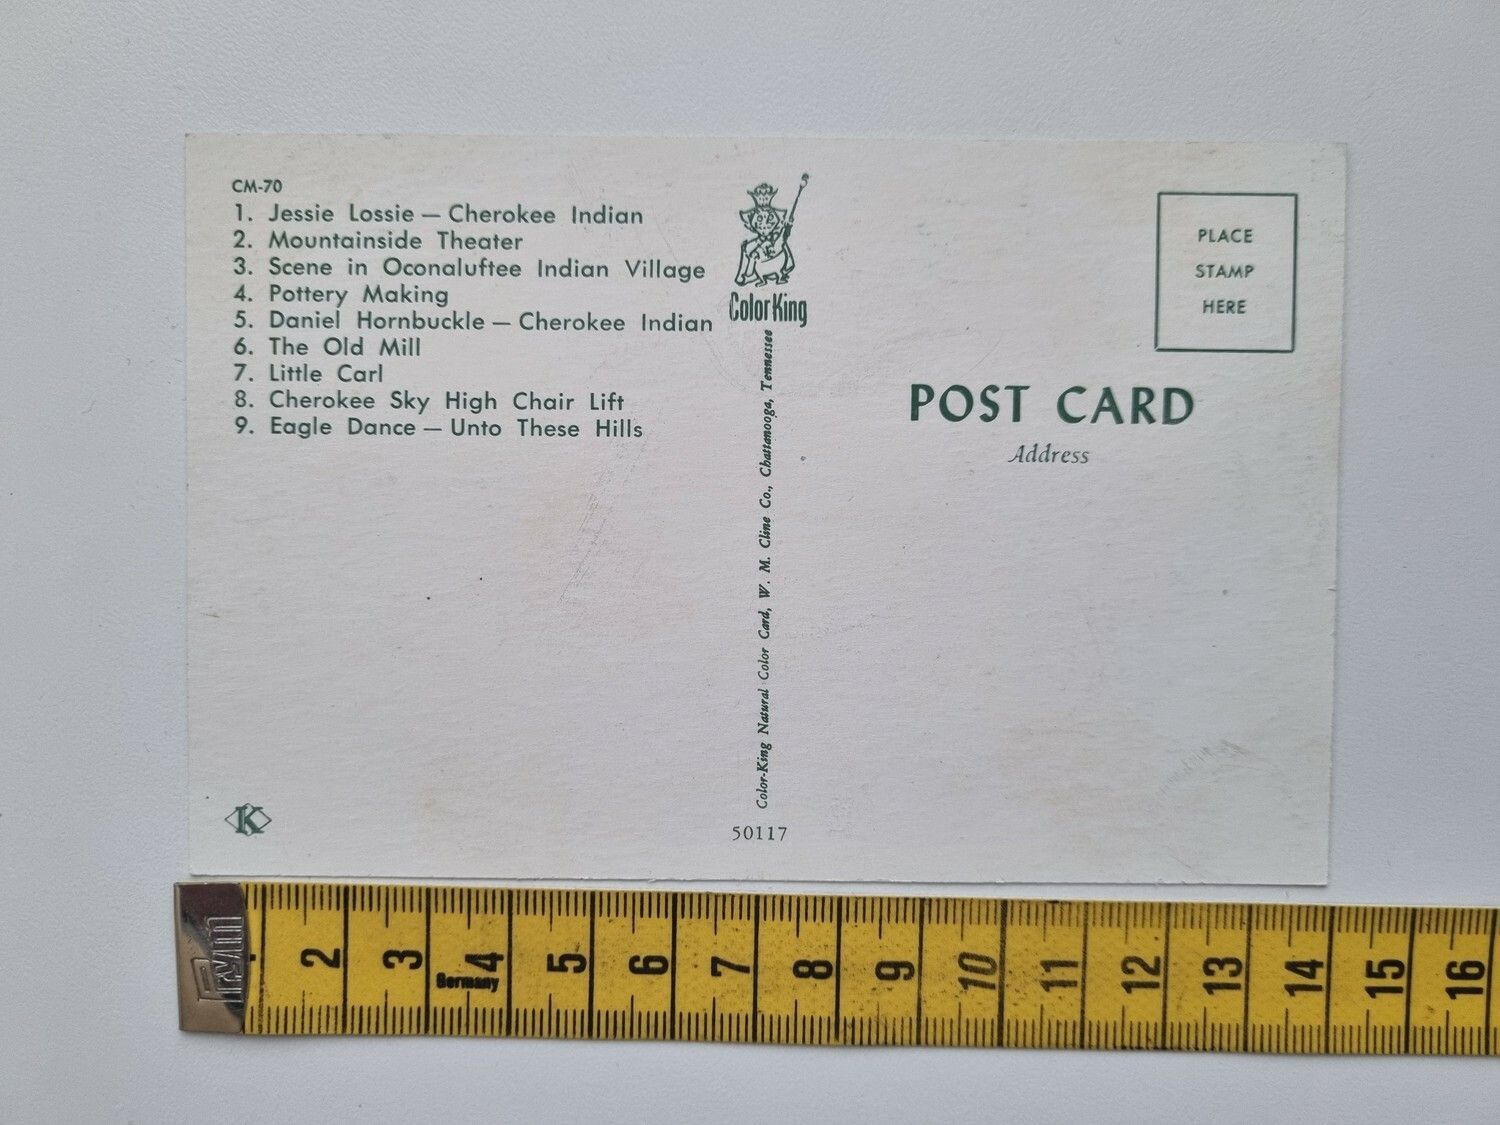 CM-70
1. Jessie Lossie — Cherokee Indian
2. Mountainside Theater
3. Scene in Oconaluftee Indian Village
4. Pottery Making
5. Daniel Hornbuckle — Cherokee Indian
6. The Old Mill
7. Little Carl
8. Cherokee Sky High Chair Lift
9. Eagle Dance — Unto These Hills
K
ColorKing
Color-King Natural Color Card, W. M. Cline Co., Chattanooga, Tennessee
50117
PLACE
STAMP
HERE
POST CARD
Address
Prym
2 3 4 5 6 7 8 9 10 11 12 13 14 15 16
Germany